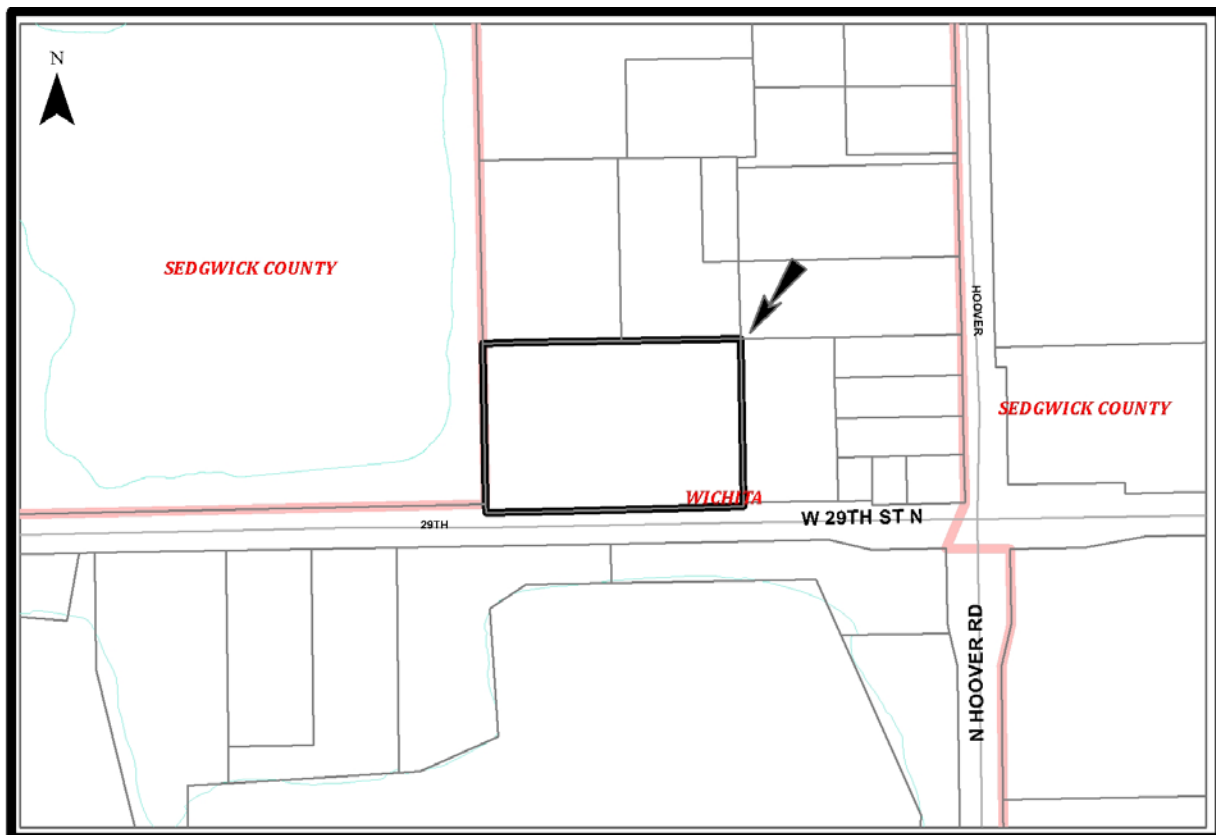 N
SEDGWICK COUNTY
HOOVER
SEDGWICK COUNTY
WICHITA
W 29TH ST N
29TH
N HOOVER RD